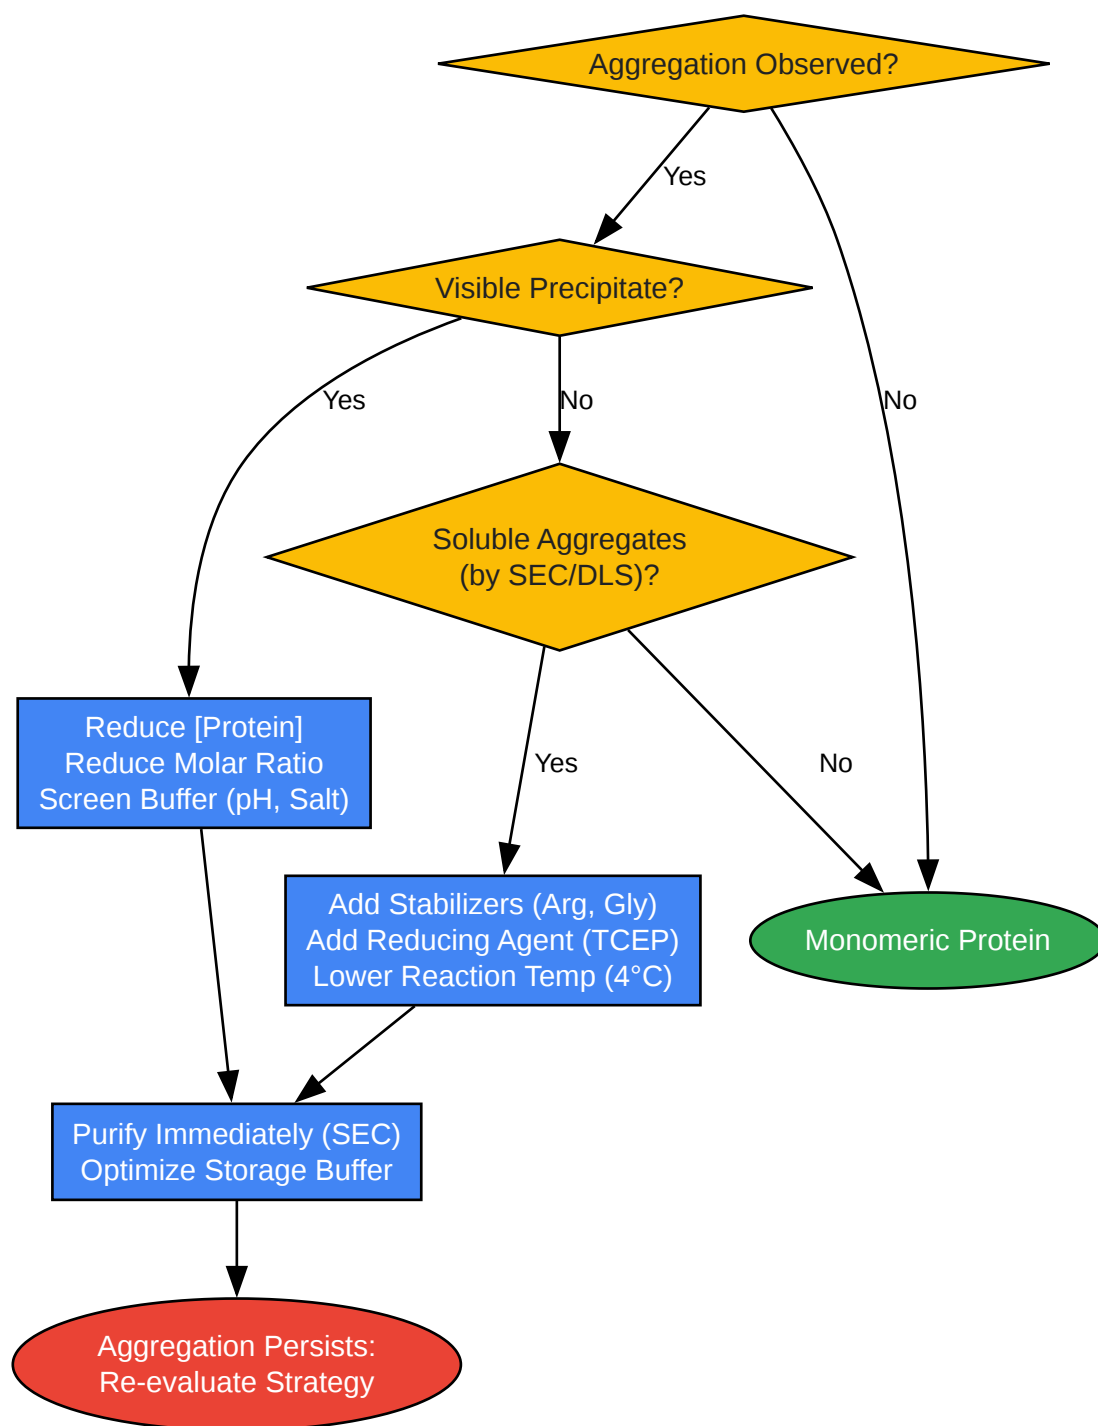 Aggregation Observed?
Yes
Visible Precipitate?
Yes
No
No
Soluble Aggregates
(by SEC/DLS)?
Reduce [Protein]
Reduce Molar Ratio
Screen Buffer (pH, Salt)
Yes
No
Add Stabilizers (Arg, Gly)
Add Reducing Agent (TCEP)
Lower Reaction Temp (4°C)
Monomeric Protein
Purify Immediately (SEC)
Optimize Storage Buffer
Aggregation Persists:
Re-evaluate Strategy